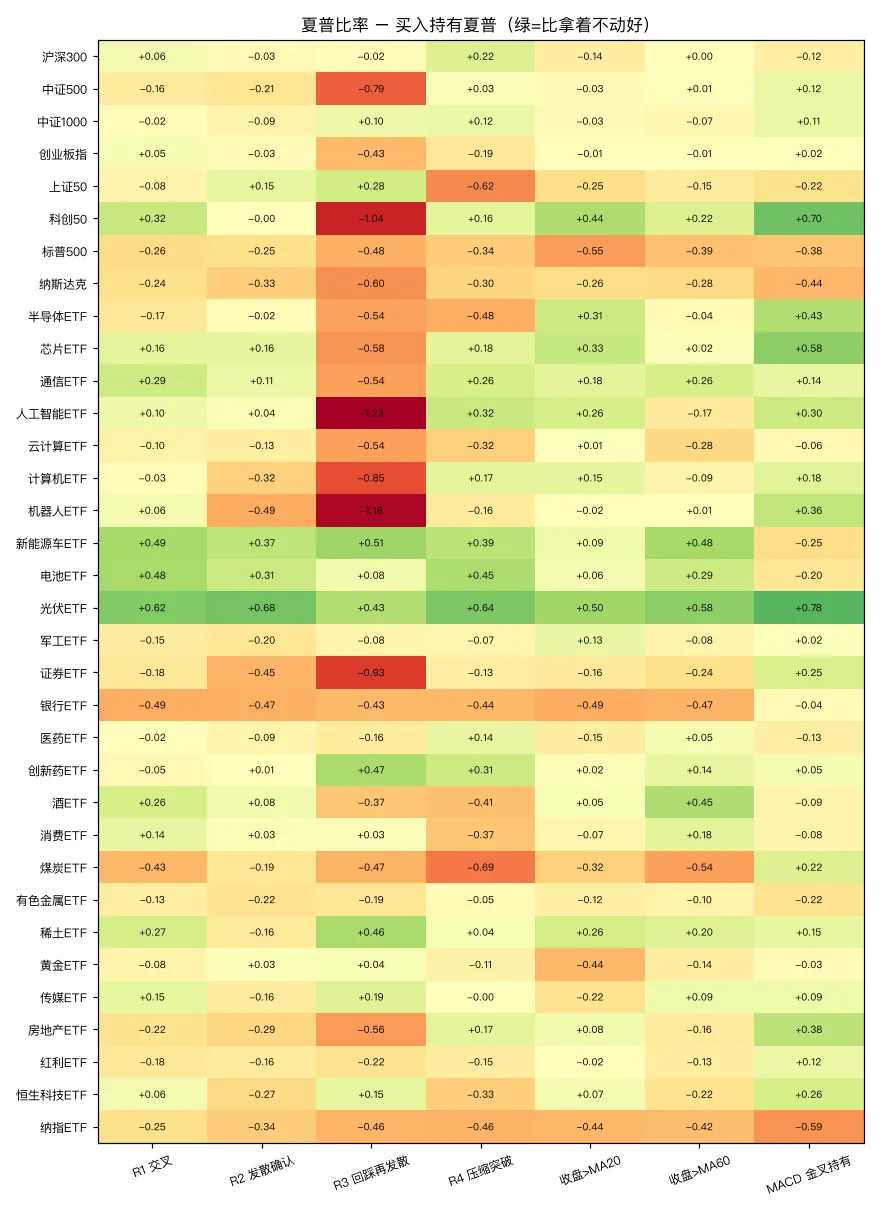 夏普比率 − 买入持有夏普（绿=比拿着不动好）
沪深300 +0.06 −0.03 −0.02 +0.22 −0.14 +0.00 −0.12
中证500 −0.16 −0.21 −0.79 +0.03 −0.03 +0.01 +0.12
中证1000 −0.02 −0.09 +0.10 +0.12 −0.03 −0.07 +0.11
创业板指 +0.05 −0.03 −0.43 −0.19 −0.01 −0.01 +0.02
上证50 −0.08 +0.15 +0.28 −0.62 −0.25 −0.15 −0.22
科创50 +0.32 −0.00 −1.04 +0.16 +0.44 +0.22 +0.70
标普500 −0.26 −0.25 −0.48 −0.34 −0.55 −0.39 −0.38
纳斯达克 −0.24 −0.33 −0.60 −0.30 −0.26 −0.28 −0.44
半导体ETF −0.17 −0.02 −0.54 −0.48 +0.31 −0.04 +0.43
芯片ETF +0.16 +0.16 −0.58 +0.18 +0.33 +0.02 +0.58
通信ETF +0.29 +0.11 −0.54 +0.26 +0.18 +0.26 +0.14
人工智能ETF +0.10 +0.04 −1.23 +0.32 +0.26 −0.17 +0.30
云计算ETF −0.10 −0.13 −0.54 −0.32 +0.01 −0.28 −0.06
计算机ETF −0.03 −0.32 −0.85 +0.17 +0.15 −0.09 +0.18
机器人ETF +0.06 −0.49 −1.18 −0.16 −0.02 +0.01 +0.36
新能源车ETF +0.49 +0.37 +0.51 +0.39 +0.09 +0.48 −0.25
电池ETF +0.48 +0.31 +0.08 +0.45 +0.06 +0.29 −0.20
光伏ETF +0.62 +0.68 +0.43 +0.64 +0.50 +0.58 +0.78
军工ETF −0.15 −0.20 −0.08 −0.07 +0.13 −0.08 +0.02
证券ETF −0.18 −0.45 −0.93 −0.13 −0.16 −0.24 +0.25
银行ETF −0.49 −0.47 −0.43 −0.44 −0.49 −0.47 −0.04
医药ETF −0.02 −0.09 −0.16 +0.14 −0.15 +0.05 −0.13
创新药ETF −0.05 +0.01 +0.47 +0.31 +0.02 +0.14 +0.05
酒ETF +0.26 +0.08 −0.37 −0.41 +0.05 +0.45 −0.09
消费ETF +0.14 +0.03 +0.03 −0.37 −0.07 +0.18 −0.08
煤炭ETF −0.43 −0.19 −0.47 −0.69 −0.32 −0.54 +0.22
有色金属ETF −0.13 −0.22 −0.19 −0.05 −0.12 −0.10 −0.22
稀土ETF +0.27 −0.16 +0.46 +0.04 +0.26 +0.20 +0.15
黄金ETF −0.08 +0.03 +0.04 −0.11 −0.44 −0.14 −0.03
传媒ETF +0.15 −0.16 +0.19 −0.00 −0.22 +0.09 +0.09
房地产ETF −0.22 −0.29 −0.56 +0.17 +0.08 −0.16 +0.38
红利ETF −0.18 −0.16 −0.22 −0.15 −0.02 −0.13 +0.12
恒生科技ETF +0.06 −0.27 +0.15 −0.33 +0.07 −0.22 +0.26
纳指ETF −0.25 −0.34 −0.46 −0.46 −0.44 −0.42 −0.59
R1 交叉 R2 发散确认 R3 回踩再发散 R4 压缩突破 收盘>MA20 收盘>MA60 MACD 金叉持有